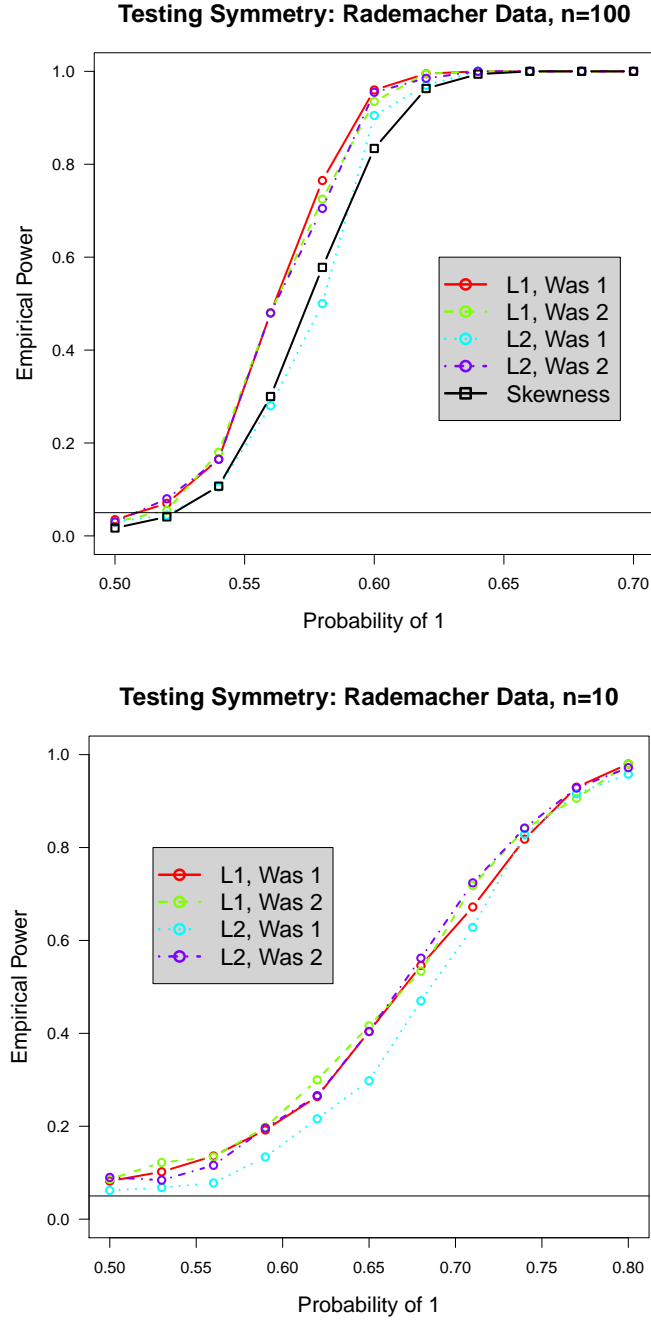 Testing Symmetry: Rademacher Data, n=100
1.0
0.8
0.6
0.4
0.2
0.0
Empirical Power
L1, Was 1
L1, Was 2
L2, Was 1
L2, Was 2
Skewness
0.50
0.55
0.60
0.65
0.70
Probability of 1
Testing Symmetry: Rademacher Data, n=10
1.0
0.8
0.6
0.4
0.2
0.0
Empirical Power
L1, Was 1
L1, Was 2
L2, Was 1
L2, Was 2
0.50
0.55
0.60
0.65
0.70
0.75
0.80
Probability of 1